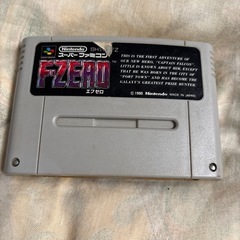 Nintendo
スーパーファミコン
F-ZERO
エフゼロ
THIS IS THE FIRST ADVENTURE OF
OUR NEW HERO, "CAPTAIN FALCON"
LITTLE IS KNOWN ABOUT HIM, EXCEPT
THAT HE WAS BORN IN THE CITY OF
"PORT TOWN" AND HAS BECOME THE
GALAXY'S GREATEST PRIZE HUNTER.
© 1990 Nintendo MADE IN JAPAN